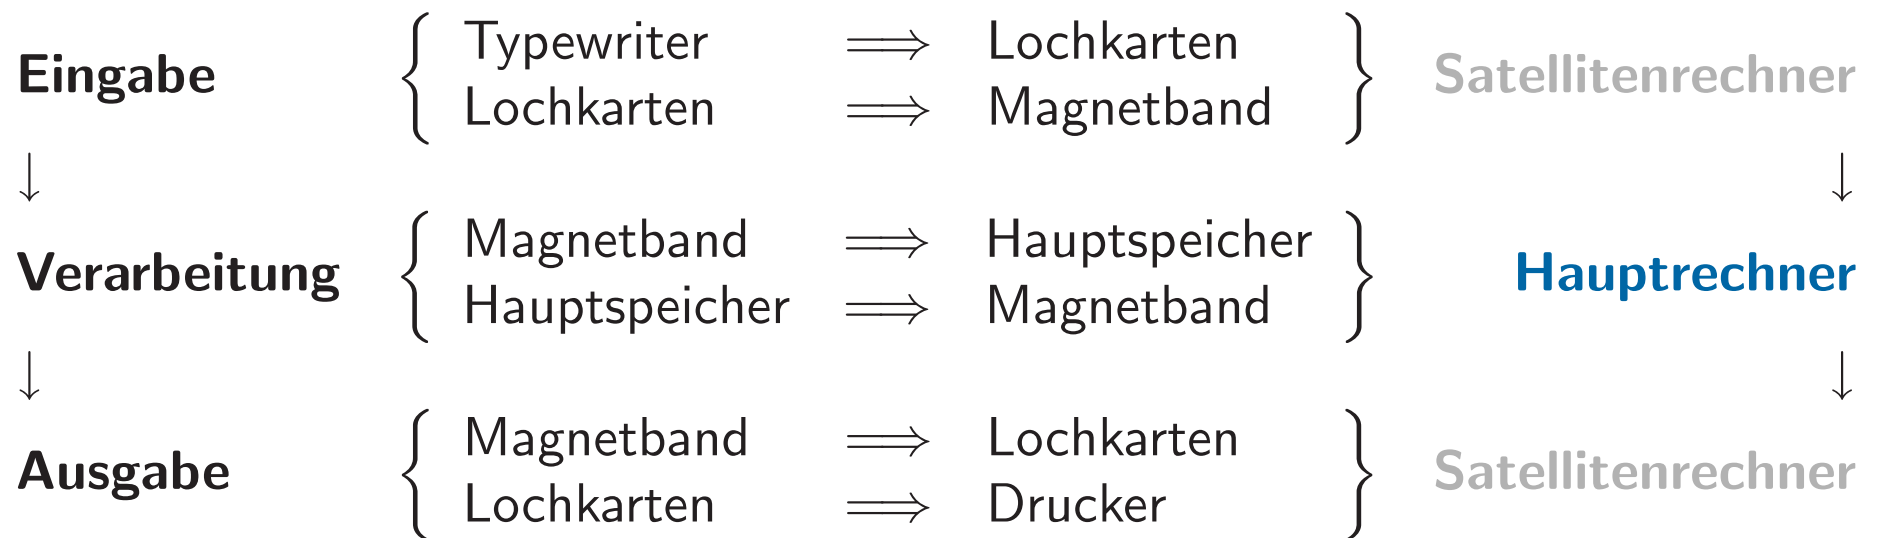 Eingabe { Typewriter ⟹ Lochkarten } Satellitenrechner
Lochkarten ⟹ Magnetband
↓ ↓
Verarbeitung { Magnetband ⟹ Hauptspeicher } Hauptrechner
Hauptspeicher ⟹ Magnetband
↓ ↓
Ausgabe { Magnetband ⟹ Lochkarten } Satellitenrechner
Lochkarten ⟹ Drucker